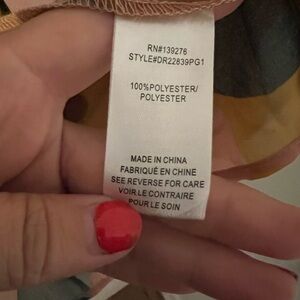 RN#139276
STYLE#DR22839PG1
100%POLYESTER/
POLYESTER
MADE IN CHINA
FABRIQUÉ EN CHINE
SEE REVERSE FOR CARE
VOIR LE CONTRAIRE
POUR LE SOIN